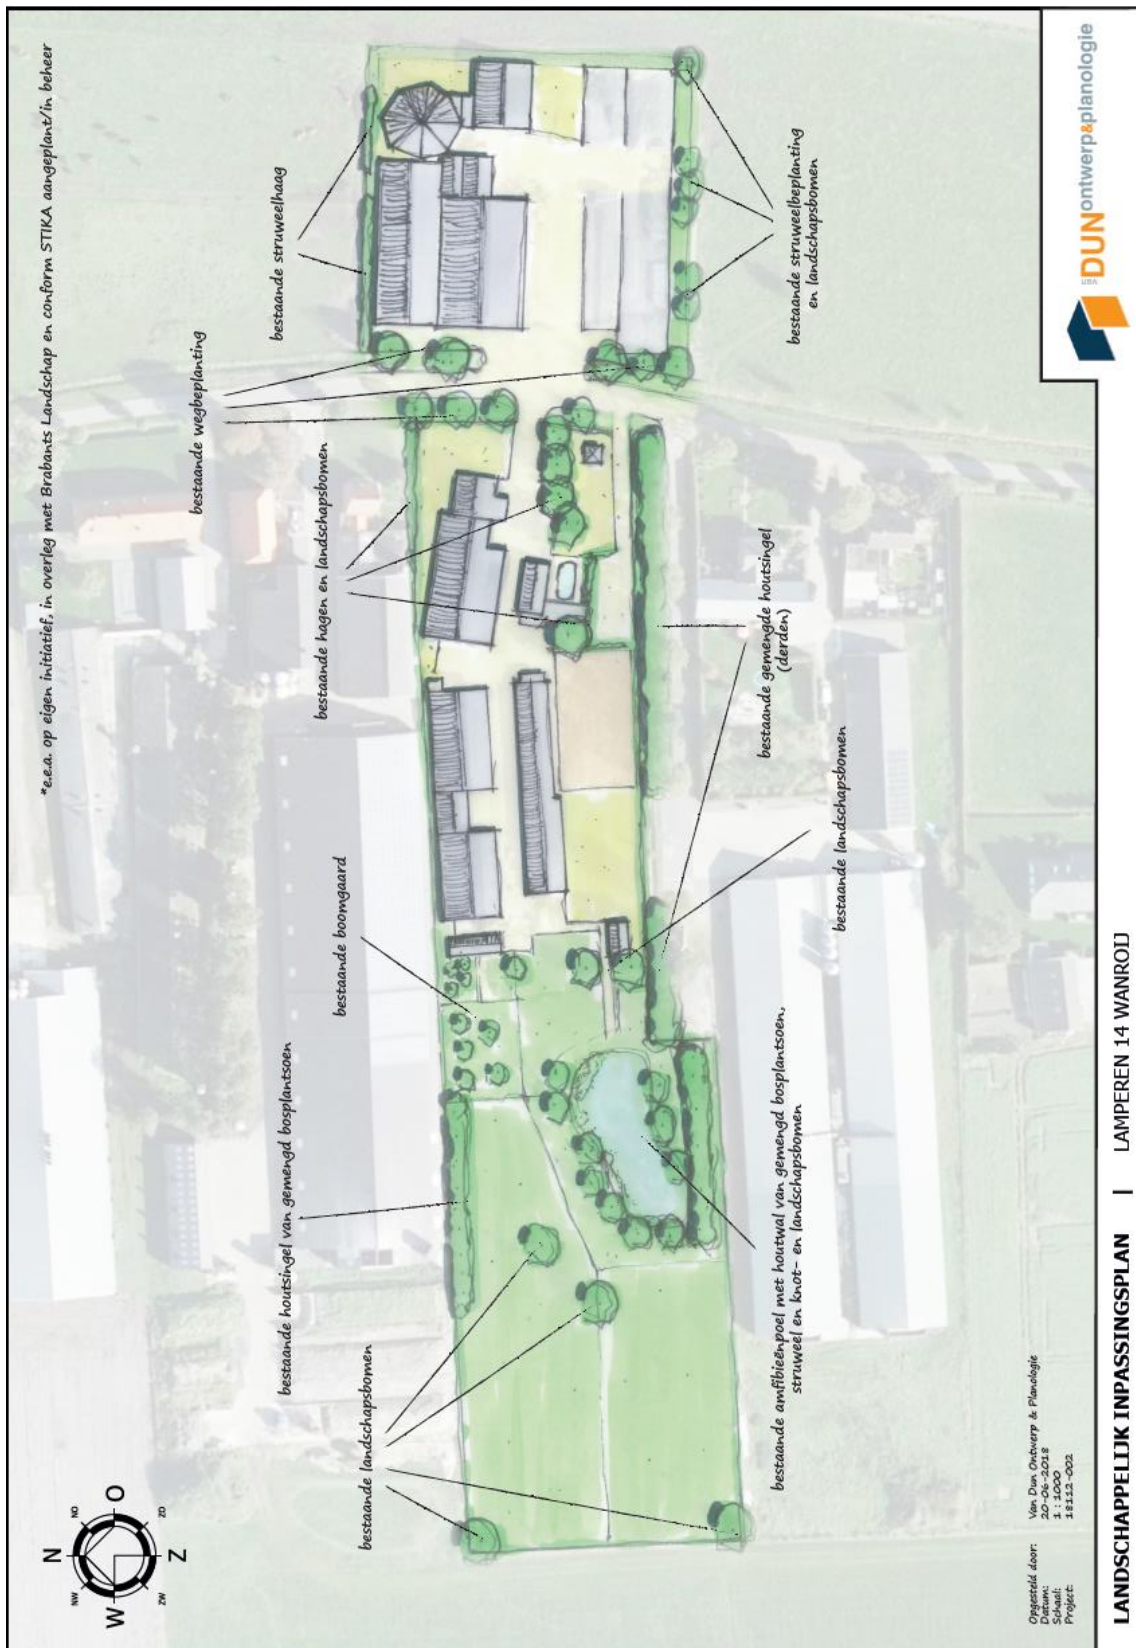 *e.e.a. op eigen initiatief, in overleg met Brabants Landschap en conform STIKA aangeplant/in beheer
N
NO
O
ZO
Z
ZW
W
NW
bestaande landschapsbomen
bestaande houtsingel van gemengd bosplantsoen
bestaande boomgaard
bestaande hagen en landschapsbomen
bestaande wegbeplanting
bestaande struweelhaag
bestaande amfibieënpoel met houtwal van gemengd bosplantsoen,
struweel en knot- en landschapsbomen
bestaande landschapsbomen
bestaande gemengde houtsingel
(derden)
bestaande struweelbeplanting
en landschapsbomen
Opgesteld door: Van Dun Ontwerp & Planologie
Datum: 20-06-2018
Schaal: 1 : 1000
Project: 18112-002
LANDSCHAPPELIJK INPASSINGSPLAN | LAMPEREN 14 WANROIJ
van DUN ontwerp&planologie